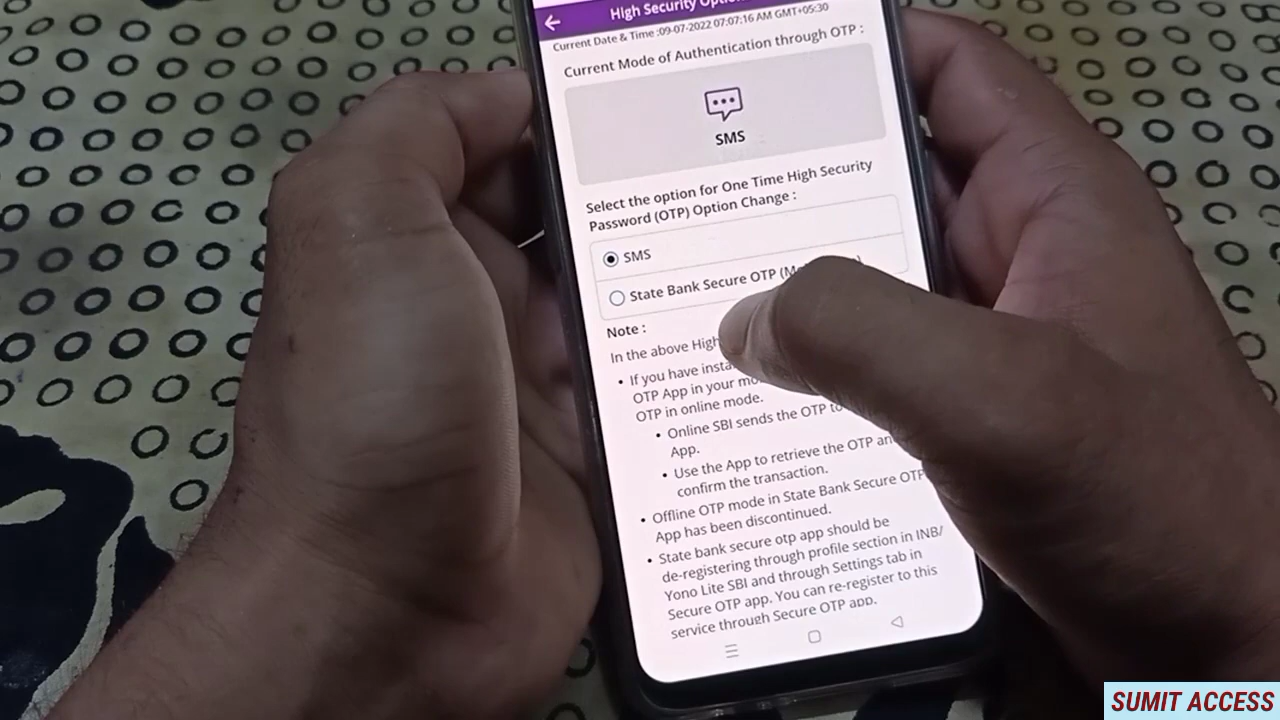 High Security
Current Date & Time :09-07-2022 07:07:16 AM GMT+05:30
Current Mode of Authentication through OTP :
SMS
Select the option for One Time High Security
Password (OTP) Option Change :
SMS
State Bank Secure OTP
Note :
In the above High
If you have
OTP App in your
OTP in online mode.
Online SBI sends the OTP to
App.
Use the App to retrieve the OTP
confirm the transaction.
Offline OTP mode in State Bank Secure OTP
App has been discontinued.
State bank secure otp app should be
de-registering through profile section in INB/
Yono Lite SBI and through Settings tab in
Secure OTP app. You can re-register to this
service through Secure OTP app.
SUMIT ACCESS